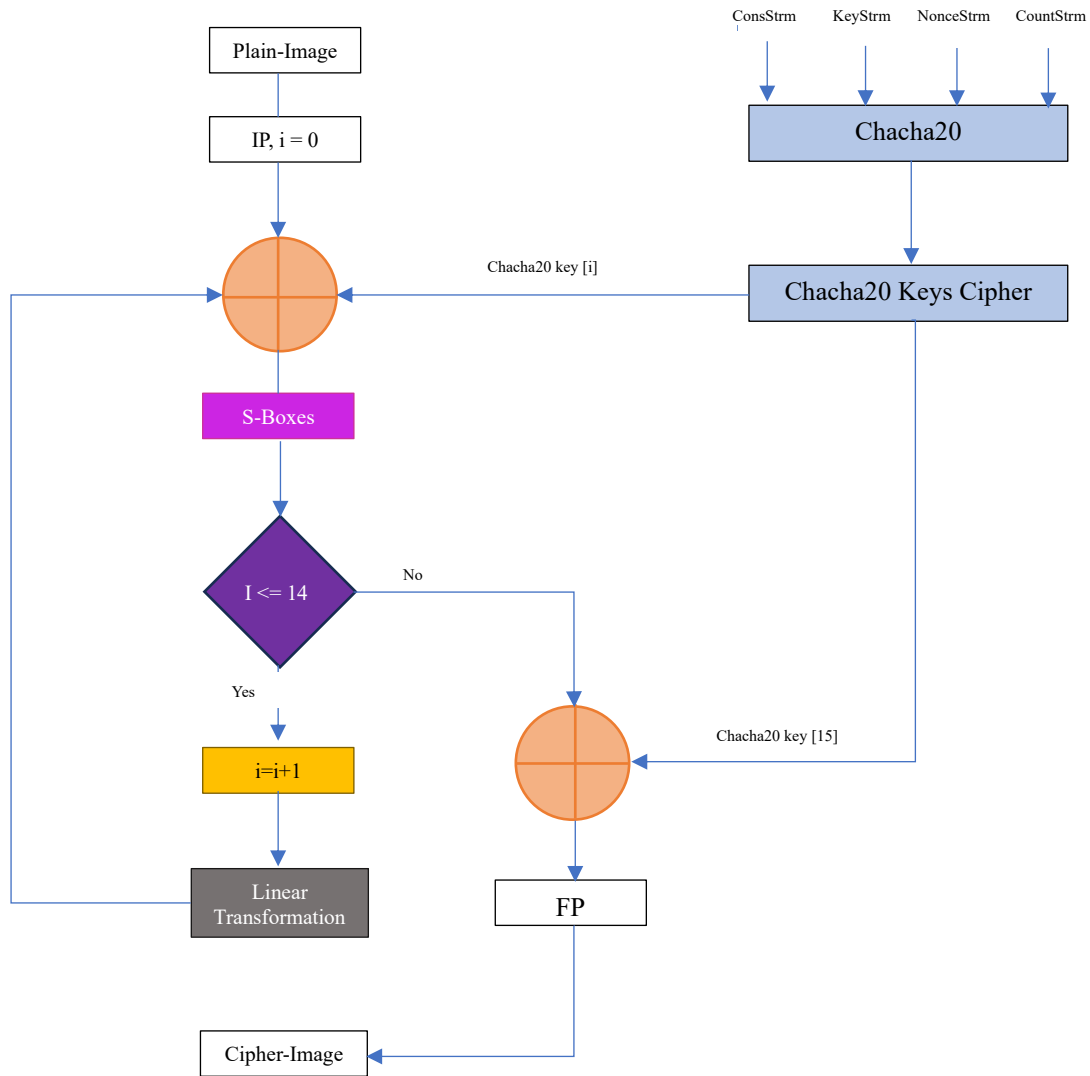 ConsStrm
KeyStrm
NonceStrm
CountStrm
Plain-Image
IP, i = 0
Chacha20
Chacha20 key [i]
Chacha20 Keys Cipher
S-Boxes
I <= 14
No
Yes
Chacha20 key [15]
i=i+1
Linear
Transformation
FP
Cipher-Image